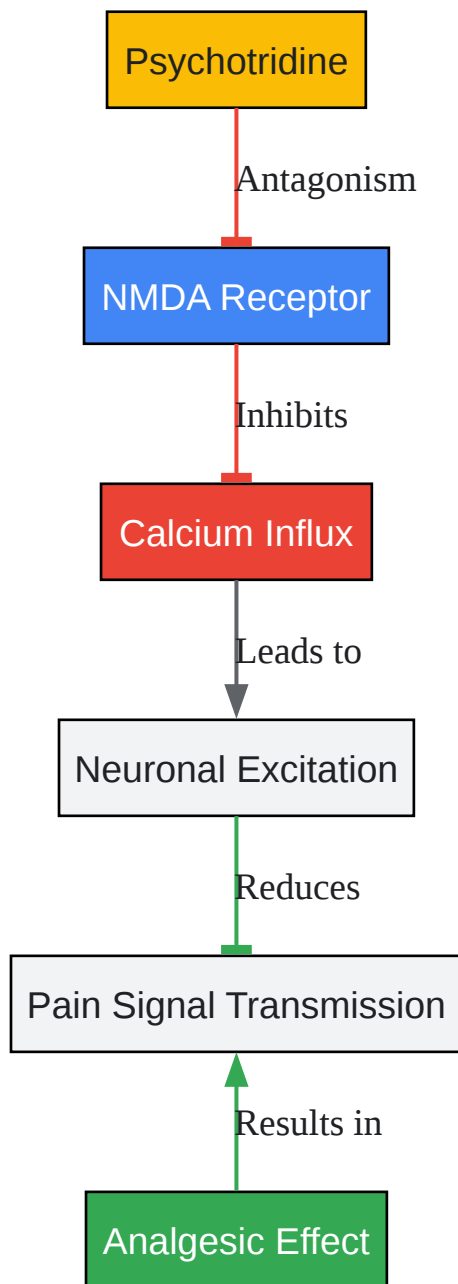 Psychotridine
Antagonism
NMDA Receptor
Inhibits
Calcium Influx
Leads to
Neuronal Excitation
Reduces
Pain Signal Transmission
Results in
Analgesic Effect